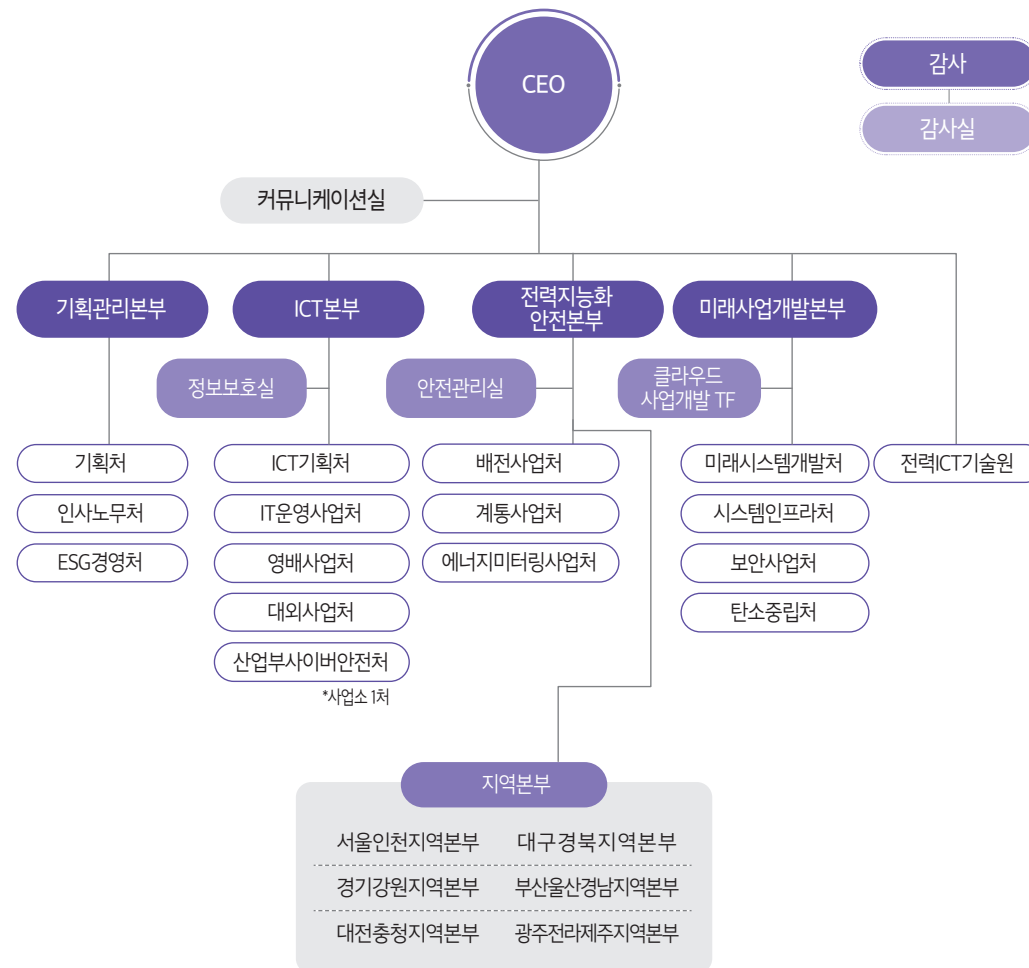 CEO
감사
감사실
커뮤니케이션실
기획관리본부
ICT본부
전력지능화
안전본부
미래사업개발본부
정보보호실
안전관리실
클라우드
사업개발 TF
기획처
인사노무처
ESG경영처
ICT기획처
IT운영사업처
영배사업처
대외사업처
산업부사이버안전처
*사업소 1처
배전사업처
계통사업처
에너지미터링사업처
미래시스템개발처
시스템인프라처
보안사업처
탄소중립처
전력ICT기술원
지역본부
서울인천지역본부 대구경북지역본부
경기강원지역본부 부산울산경남지역본부
대전충청지역본부 광주전라제주지역본부